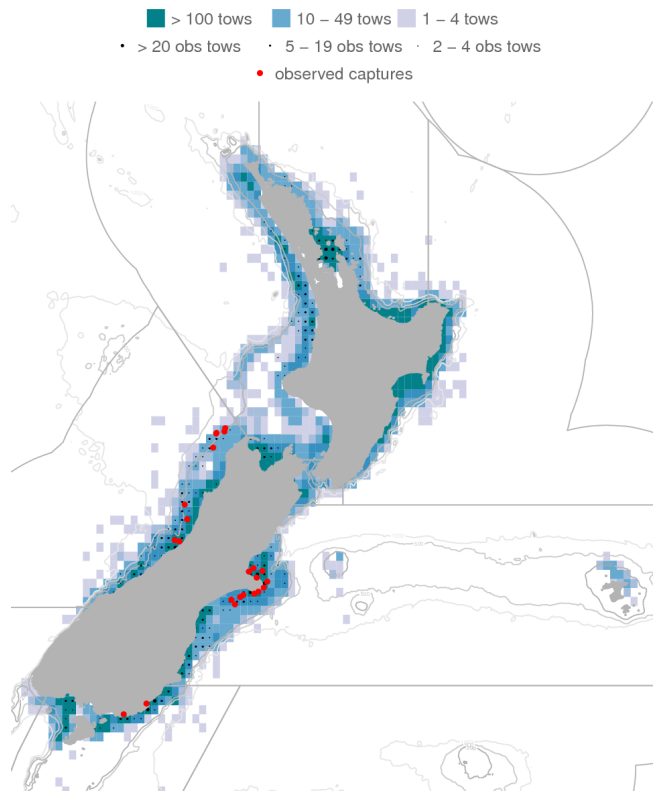 > 100 tows 10 − 49 tows 1 − 4 tows
> 20 obs tows 5 − 19 obs tows 2 − 4 obs tows
observed captures